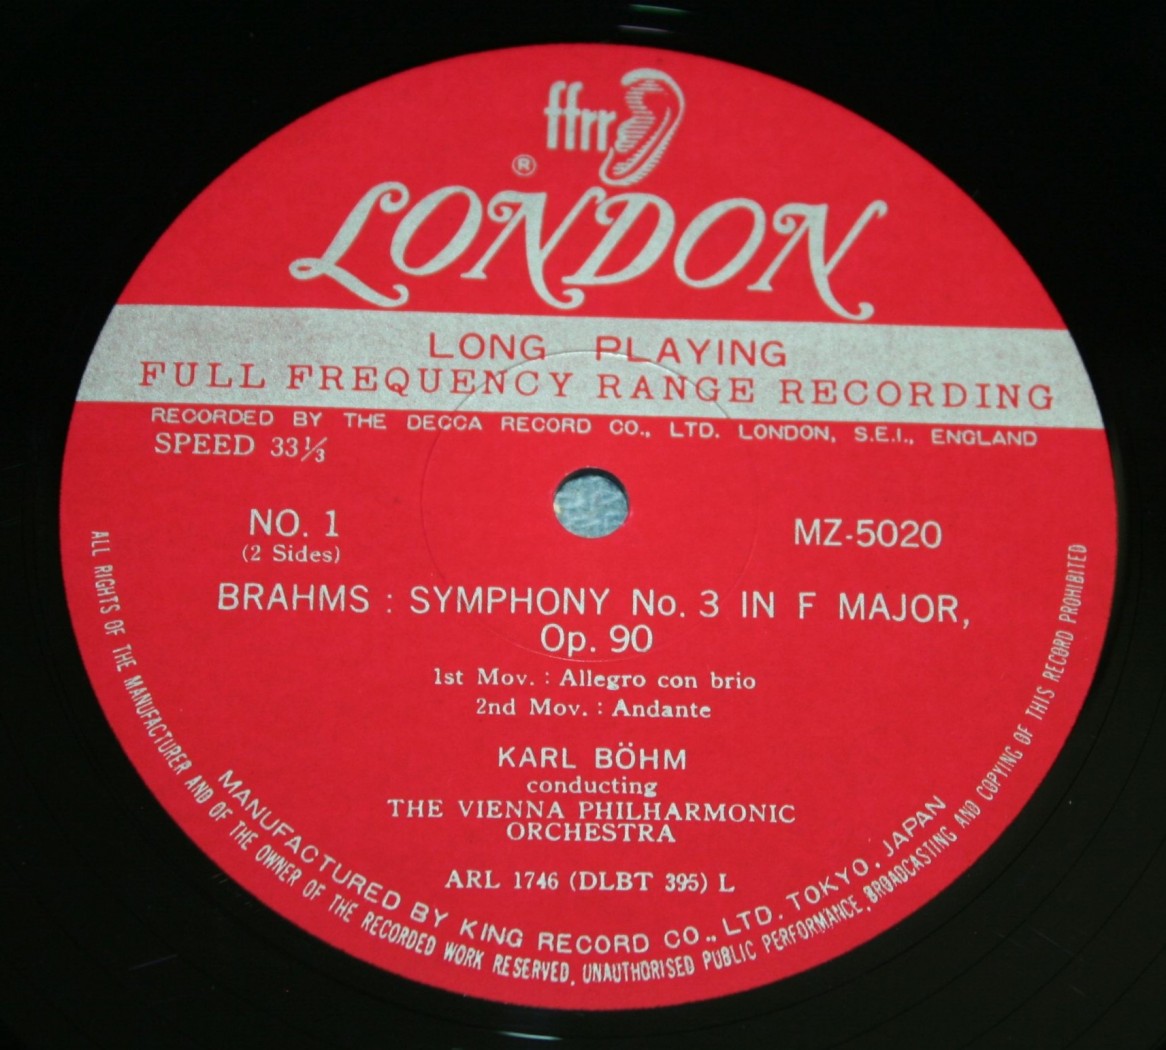 ffrr
®
LONDON
LONG PLAYING
FULL FREQUENCY RANGE RECORDING
RECORDED BY THE DECCA RECORD CO., LTD. LONDON, S.E.I., ENGLAND
SPEED 33⅓
NO. 1
(2 Sides)
MZ-5020
BRAHMS : SYMPHONY No. 3 IN F MAJOR,
Op. 90
1st Mov. : Allegro con brio
2nd Mov. : Andante
KARL BÖHM
conducting
THE VIENNA PHILHARMONIC
ORCHESTRA
ARL 1746 (DLBT 395) L
MANUFACTURED BY KING RECORD CO., LTD. TOKYO, JAPAN
ALL RIGHTS OF THE MANUFACTURER AND OF THE OWNER OF THE RECORDED WORK RESERVED, UNAUTHORISED PUBLIC PERFORMANCE, BROADCASTING AND COPYING OF THIS RECORD PROHIBITED